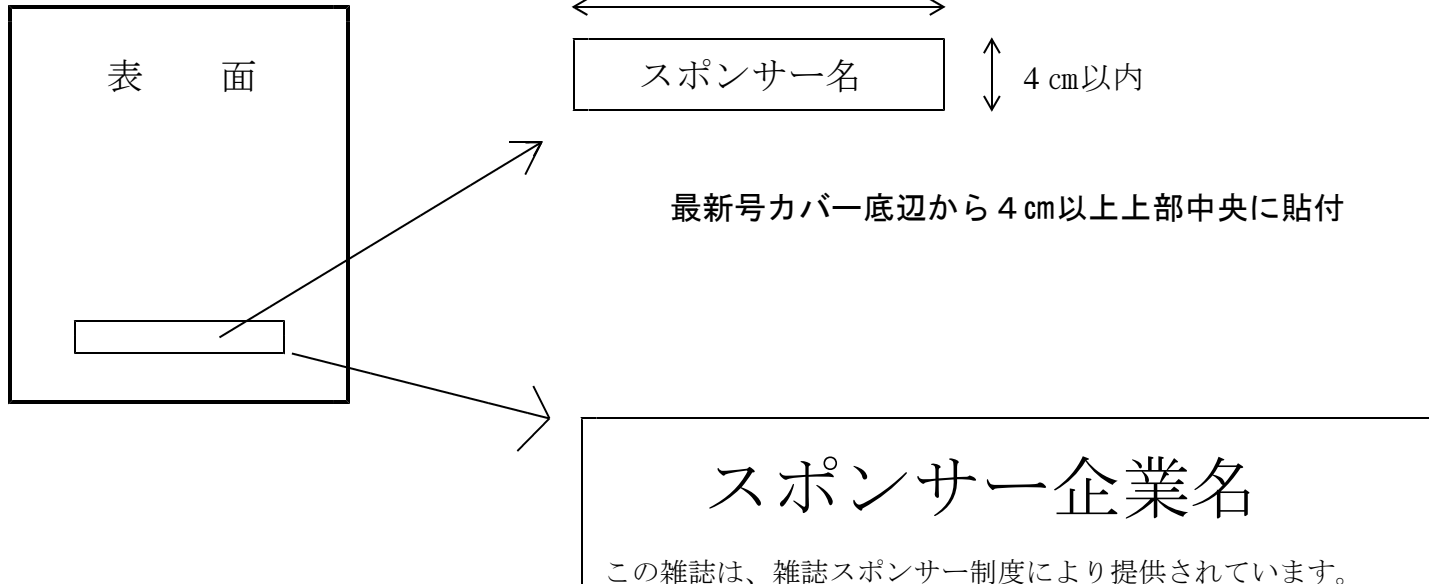 表　　面
スポンサー名
４㎝以内
最新号カバー底辺から４㎝以上上部中央に貼付
スポンサー企業名
この雑誌は、雑誌スポンサー制度により提供されています。